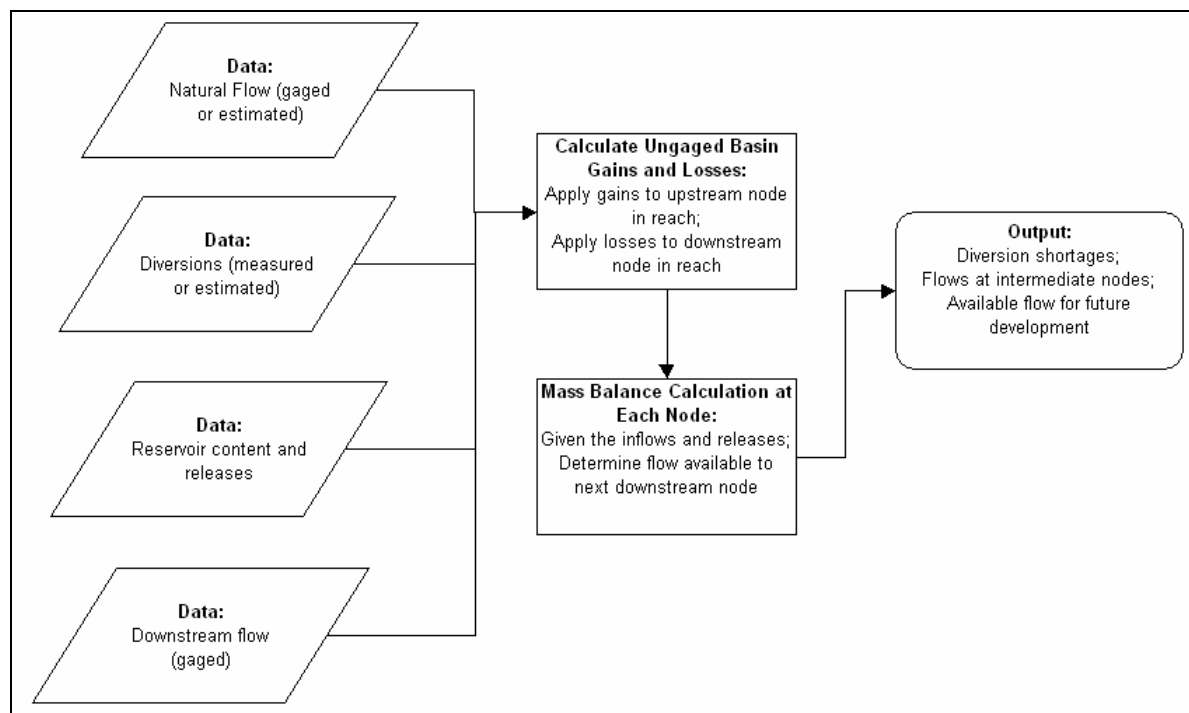 Data:
Natural Flow (gaged
or estimated)
Data:
Diversions (measured
or estimated)
Data:
Reservoir content and
releases
Data:
Downstream flow
(gaged)
Calculate Ungaged Basin
Gains and Losses:
Apply gains to upstream node
in reach;
Apply losses to downstream
node in reach
Mass Balance Calculation at
Each Node:
Given the inflows and releases;
Determine flow available to
next downstream node
Output:
Diversion shortages;
Flows at intermediate nodes;
Available flow for future
development